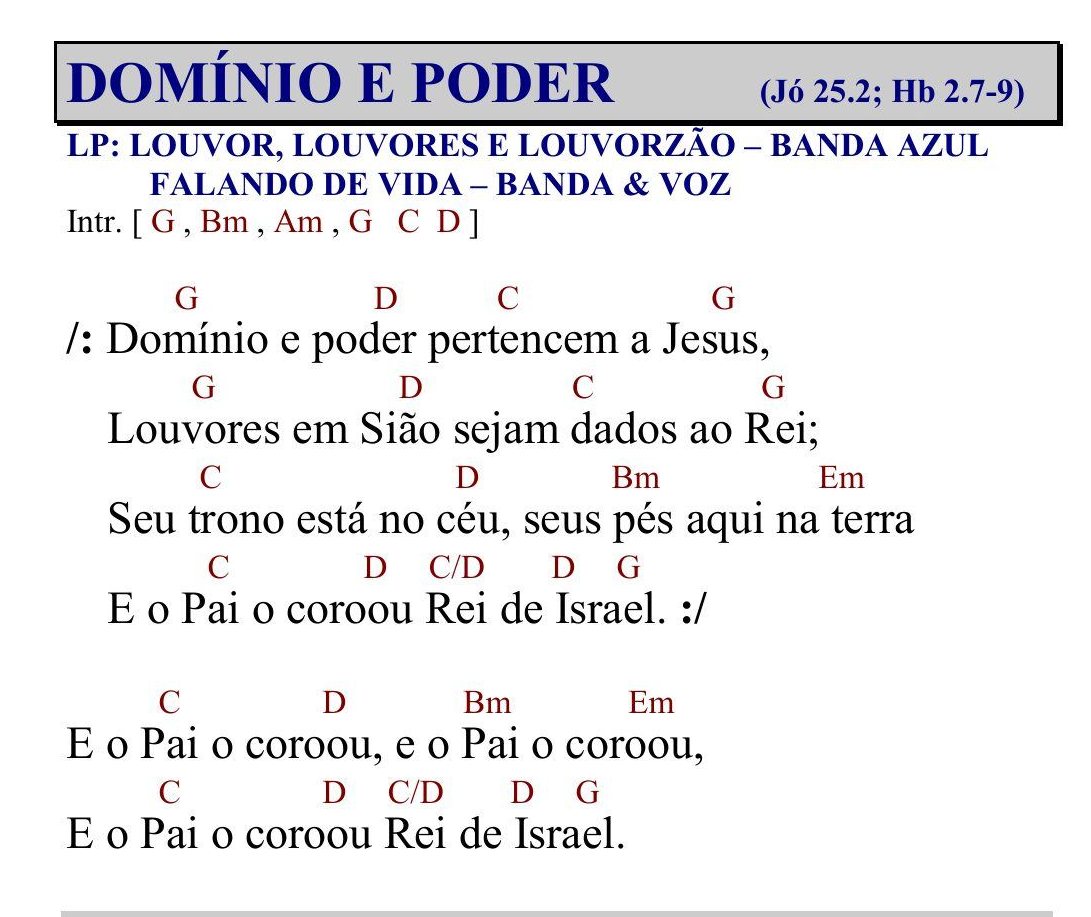 DOMÍNIO E PODER (Jó 25.2; Hb 2.7-9)
LP: LOUVOR, LOUVORES E LOUVORZÃO – BANDA AZUL
FALANDO DE VIDA – BANDA & VOZ
Intr. [ G , Bm , Am , G C D ]
G D C G
/: Domínio e poder pertencem a Jesus,
G D C G
Louvores em Sião sejam dados ao Rei;
C D Bm Em
Seu trono está no céu, seus pés aqui na terra
C D C/D D G
E o Pai o coroou Rei de Israel. :/
C D Bm Em
E o Pai o coroou, e o Pai o coroou,
C D C/D D G
E o Pai o coroou Rei de Israel.